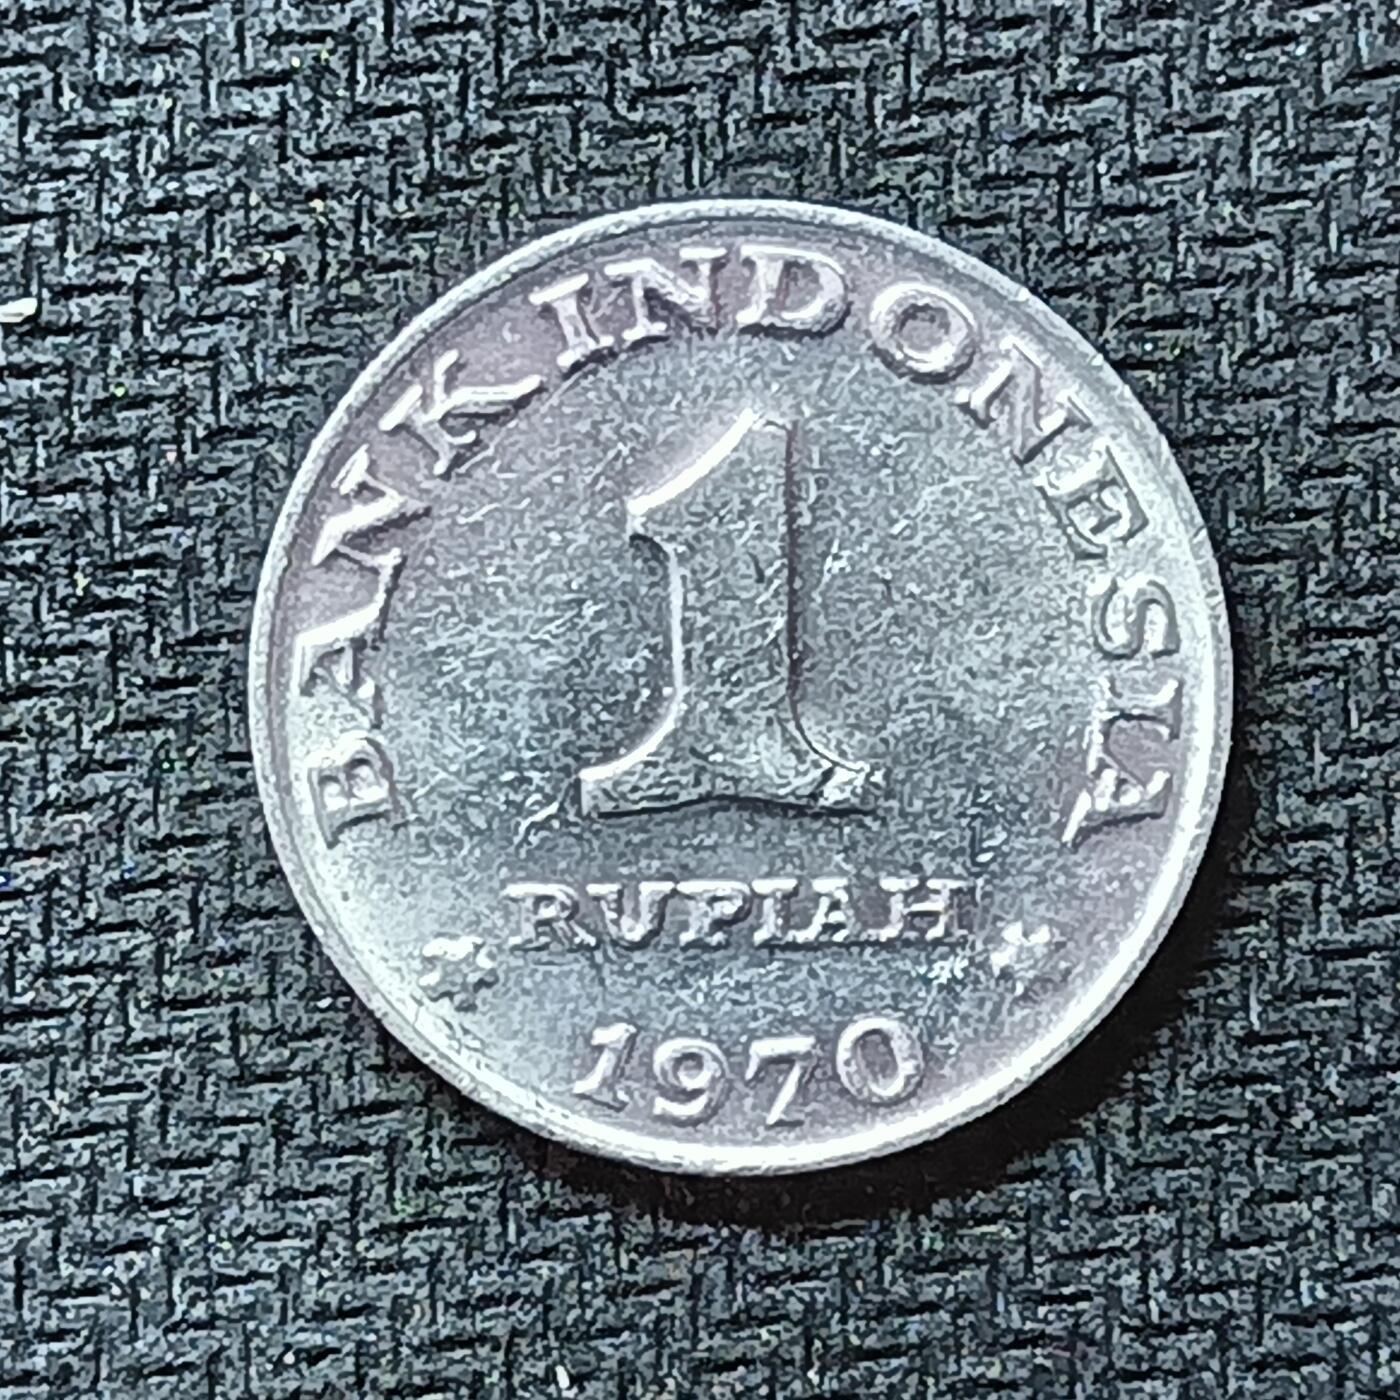 BANK INDONESIA
1
RUPIAH
1970